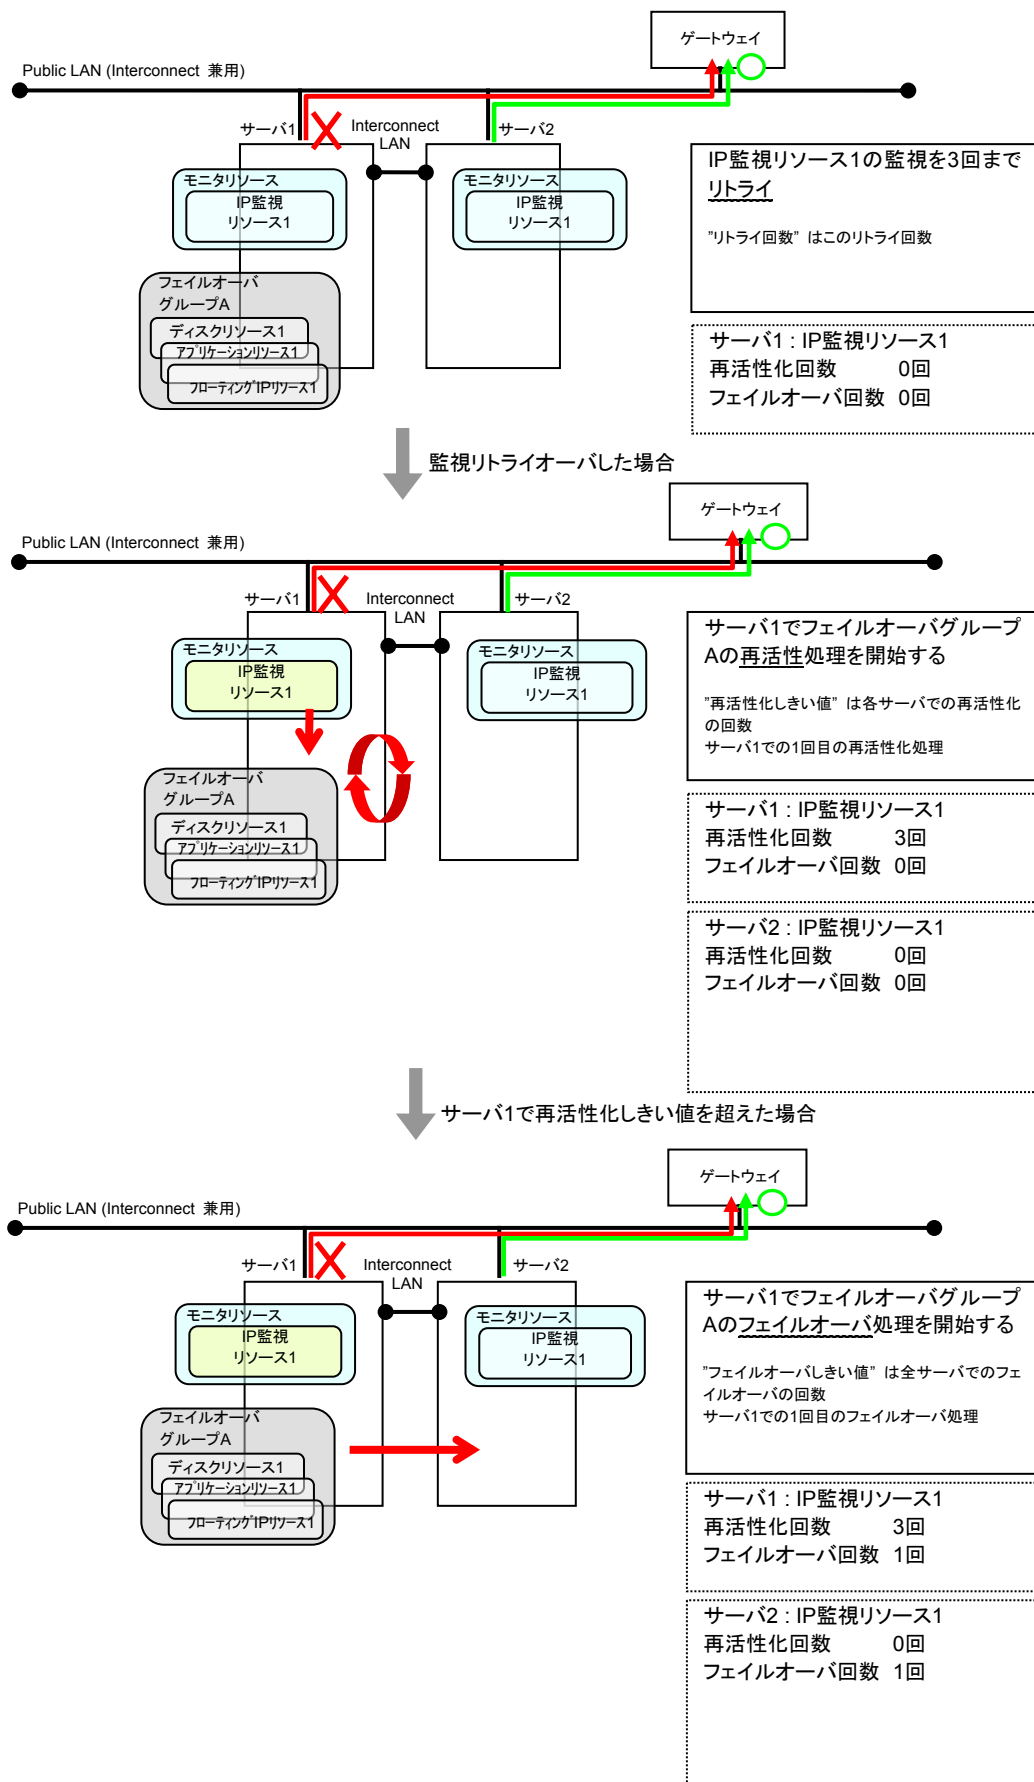 ゲートウェイ
Public LAN (Interconnect 兼用)
サーバ1
Interconnect
LAN
サーバ2
モニタリソース
IP監視
リソース1
モニタリソース
IP監視
リソース1
フェイルオーバ
グループA
ディスクリソース1
アプリケーションリソース1
フローティングIPリソース1
IP監視リソース1の監視を3回まで
リトライ
”リトライ回数” はこのリトライ回数
サーバ1 : IP監視リソース1
再活性化回数 0回
フェイルオーバ回数 0回
監視リトライオーバした場合
ゲートウェイ
Public LAN (Interconnect 兼用)
サーバ1
Interconnect
LAN
サーバ2
モニタリソース
IP監視
リソース1
モニタリソース
IP監視
リソース1
フェイルオーバ
グループA
ディスクリソース1
アプリケーションリソース1
フローティングIPリソース1
サーバ1でフェイルオーバグループ
Aの再活性処理を開始する
”再活性化しきい値” は各サーバでの再活性化
の回数
サーバ1での1回目の再活性化処理
サーバ1 : IP監視リソース1
再活性化回数 3回
フェイルオーバ回数 0回
サーバ2 : IP監視リソース1
再活性化回数 0回
フェイルオーバ回数 0回
サーバ1で再活性化しきい値を超えた場合
ゲートウェイ
Public LAN (Interconnect 兼用)
サーバ1
Interconnect
LAN
サーバ2
モニタリソース
IP監視
リソース1
モニタリソース
IP監視
リソース1
フェイルオーバ
グループA
ディスクリソース1
アプリケーションリソース1
フローティングIPリソース1
サーバ1でフェイルオーバグループ
Aのフェイルオーバ処理を開始する
”フェイルオーバしきい値” は全サーバでのフェ
イルオーバの回数
サーバ1での1回目のフェイルオーバ処理
サーバ1 : IP監視リソース1
再活性化回数 3回
フェイルオーバ回数 1回
サーバ2 : IP監視リソース1
再活性化回数 0回
フェイルオーバ回数 1回